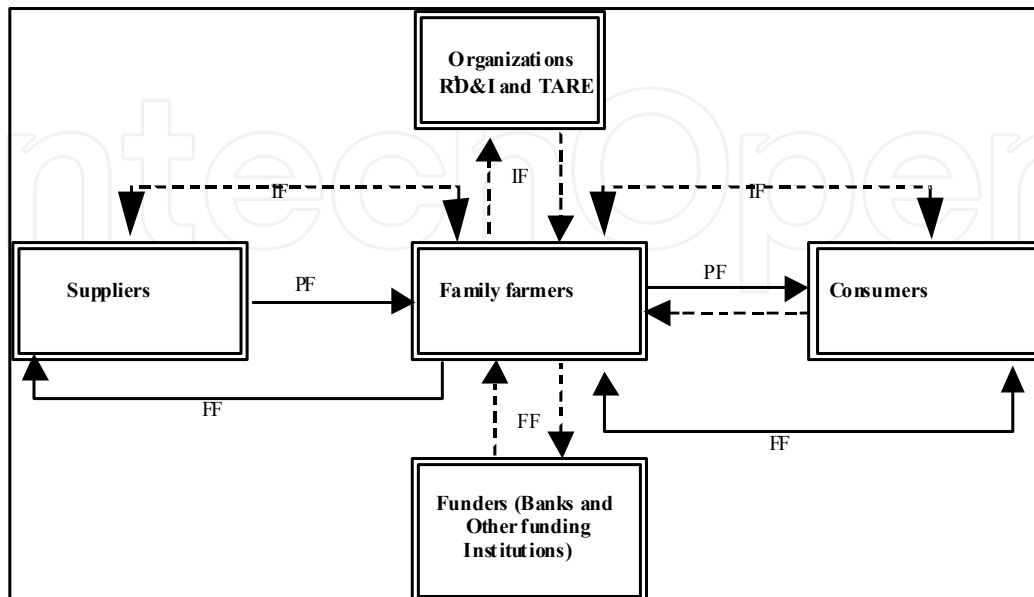 Organizations
R'D&I and TARE
IF
IF
IF
Suppliers
PF
Family farmers
PF
Consumers
FF
FF
FF
Funders (Banks and
Other funding
Institutions)
IntechOpen